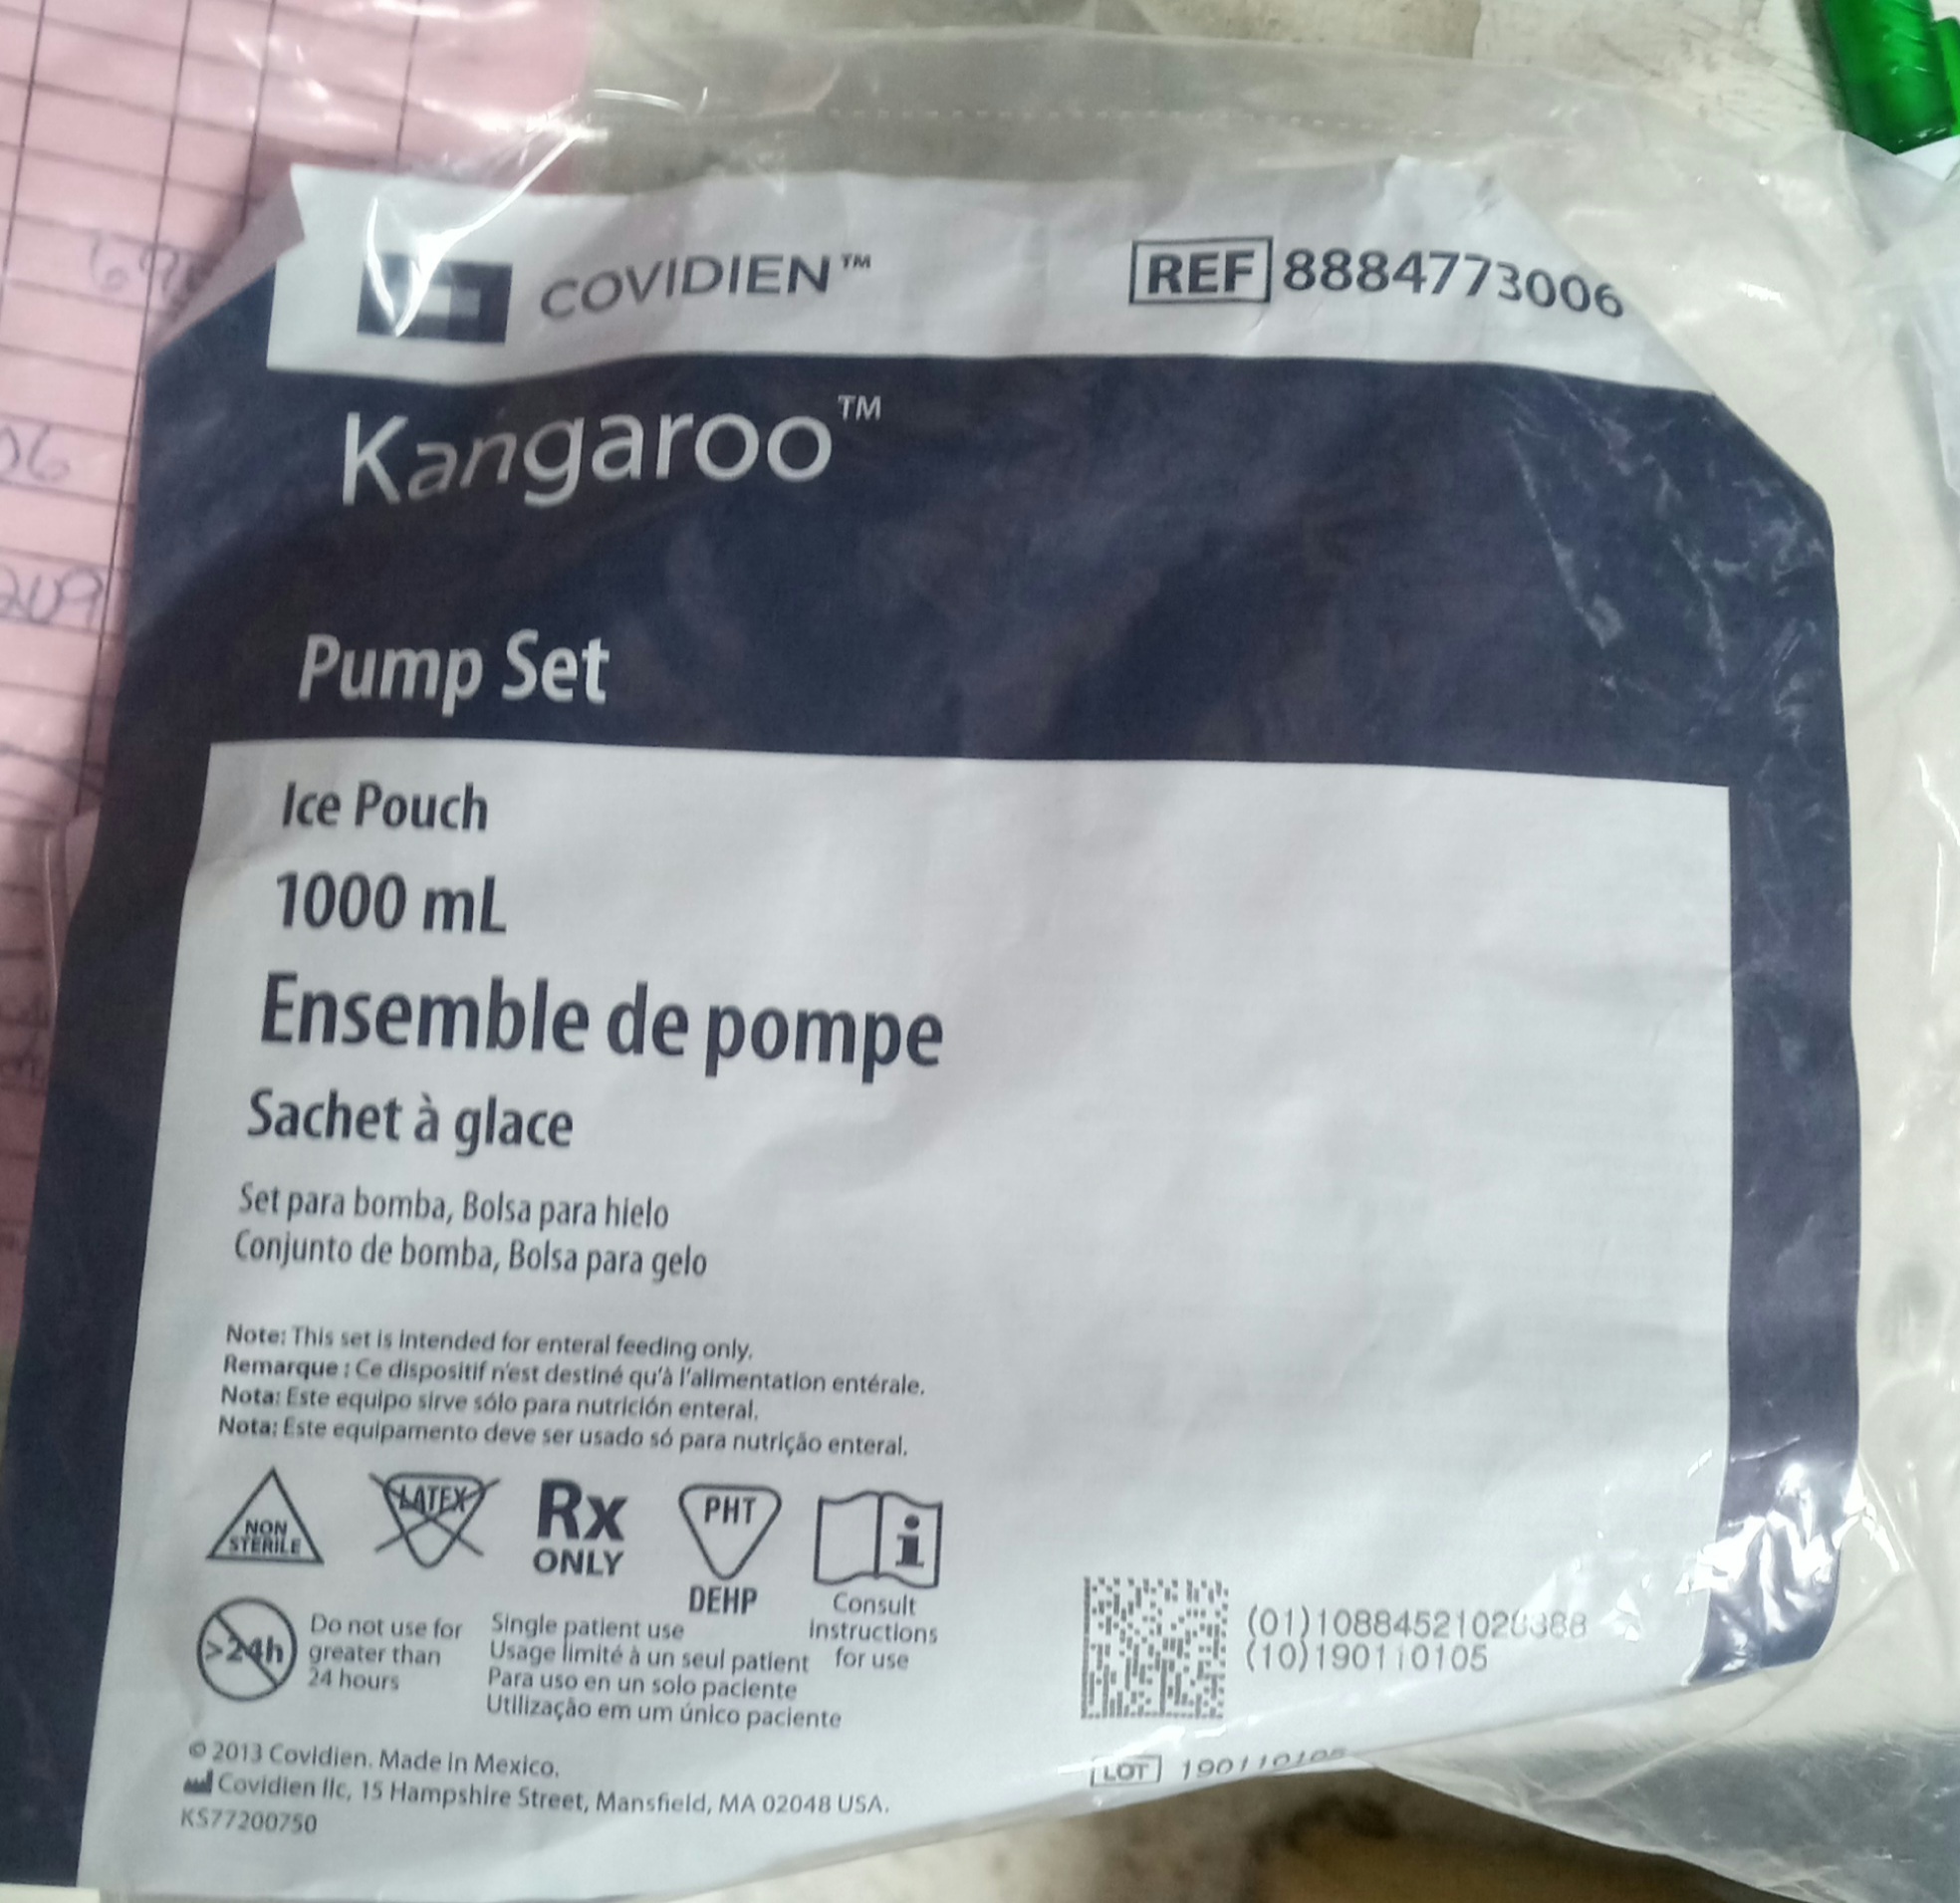 COVIDIEN™
REF 8884773006
Kangaroo™
Pump Set
Ice Pouch
1000 mL
Ensemble de pompe
Sachet à glace
Set para bomba, Bolsa para hielo
Conjunto de bomba, Bolsa para gelo
Note: This set is intended for enteral feeding only.
Remarque : Ce dispositif n'est destiné qu'à l'alimentation entérale.
Nota: Este equipo sirve sólo para nutrición enteral.
Nota: Este equipamento deve ser usado só para nutrição enteral.
NON
STERILE
LATEX
Rx
ONLY
PHT
DEHP
i
Consult
instructions
for use
>24h
Do not use for
greater than
24 hours
Single patient use
Usage limité à un seul patient
Para uso en un solo paciente
Utilização em um único paciente
(01)10884521020388
(10)190110105
© 2013 Covidien. Made in Mexico.
Covidien llc, 15 Hampshire Street, Mansfield, MA 02048 USA.
KS77200750
LOT 190110105
06
209